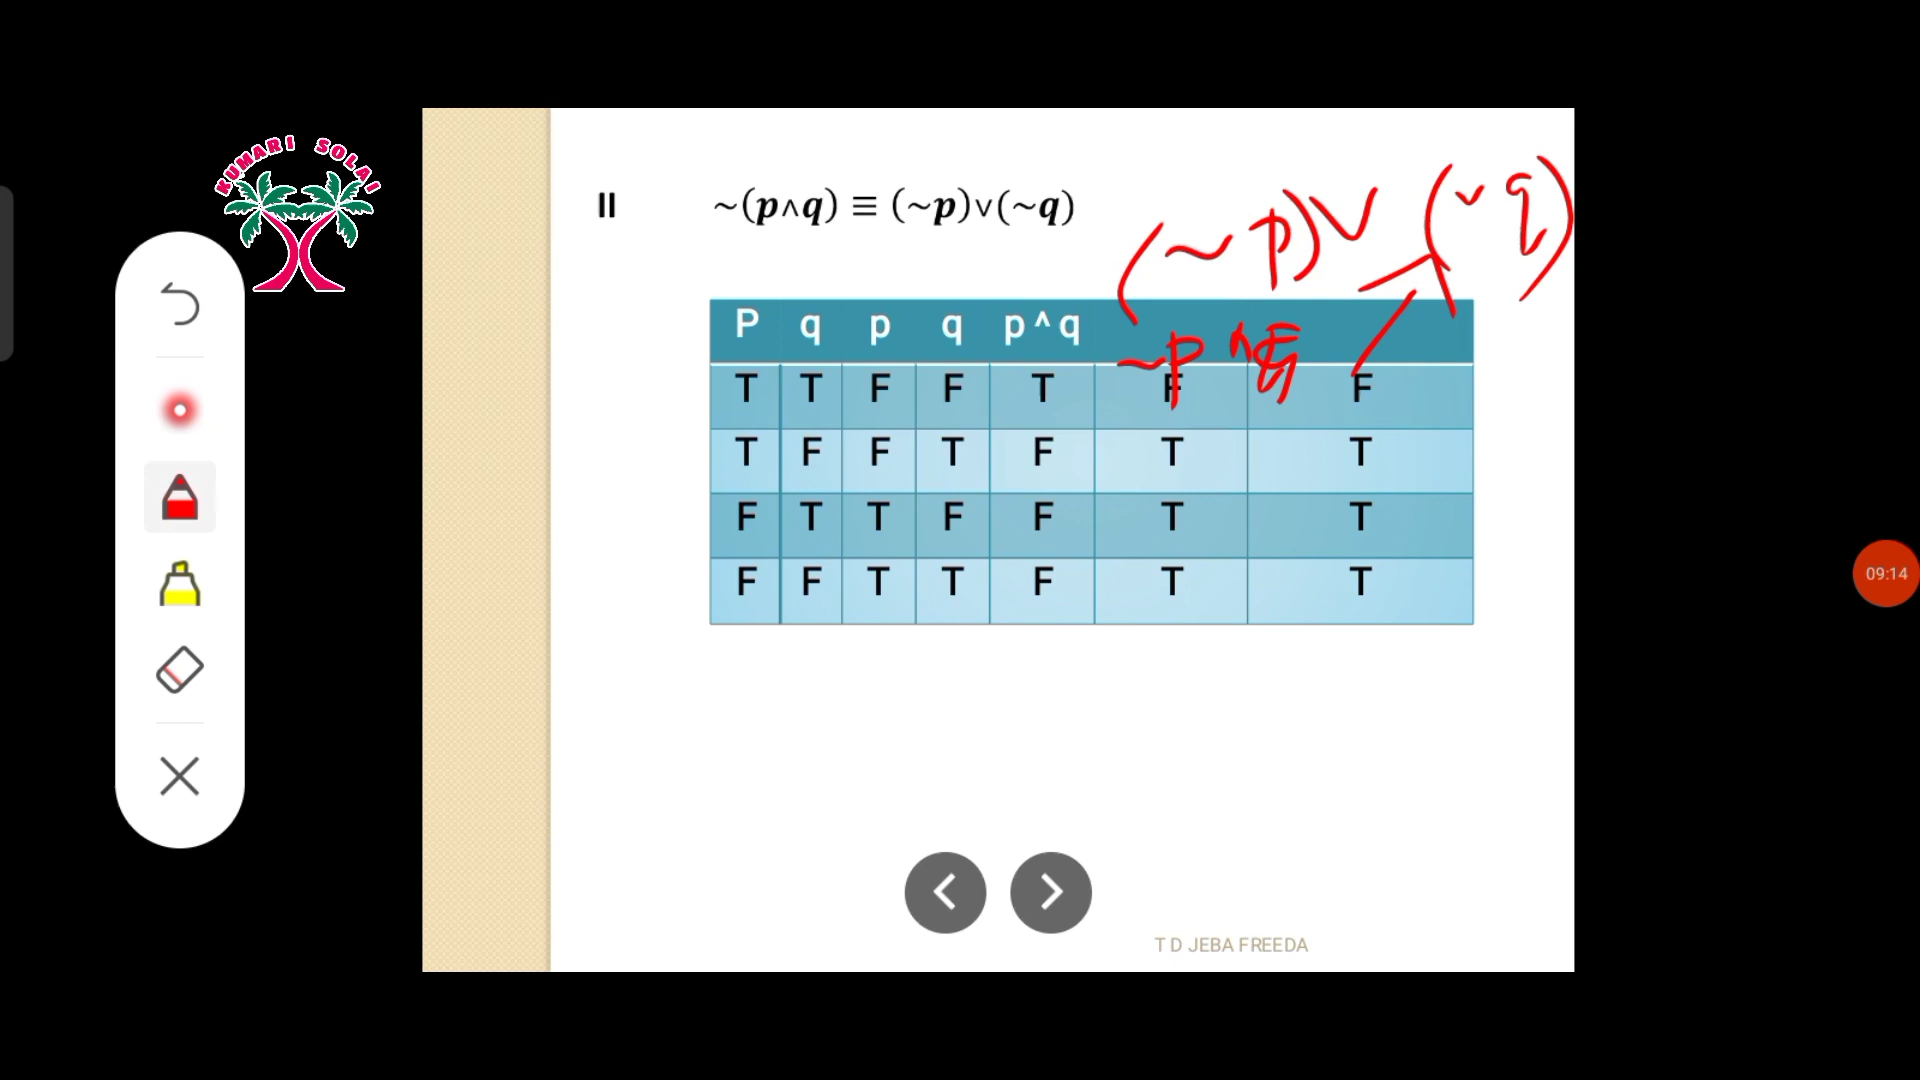 KUMARI SOLAI
II ~(p∧q) ≡ (~p)∨(~q)
(~p)∨(~q)
P q p q p^q
~p ^
T T F F T F F
T F F T F T T
F T T F F T T
F F T T F T T
T D JEBA FREEDA
09:14